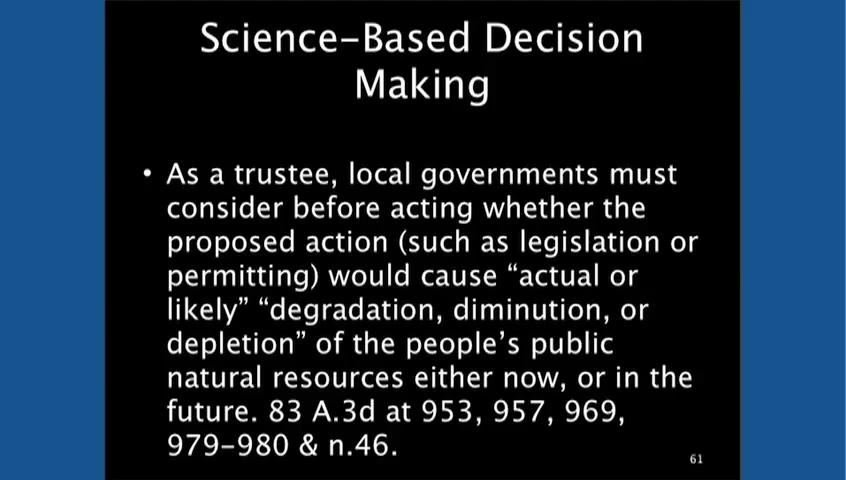 Science-Based Decision
Making
• As a trustee, local governments must
consider before acting whether the
proposed action (such as legislation or
permitting) would cause “actual or
likely” “degradation, diminution, or
depletion” of the people’s public
natural resources either now, or in the
future. 83 A.3d at 953, 957, 969,
979-980 & n.46.
61